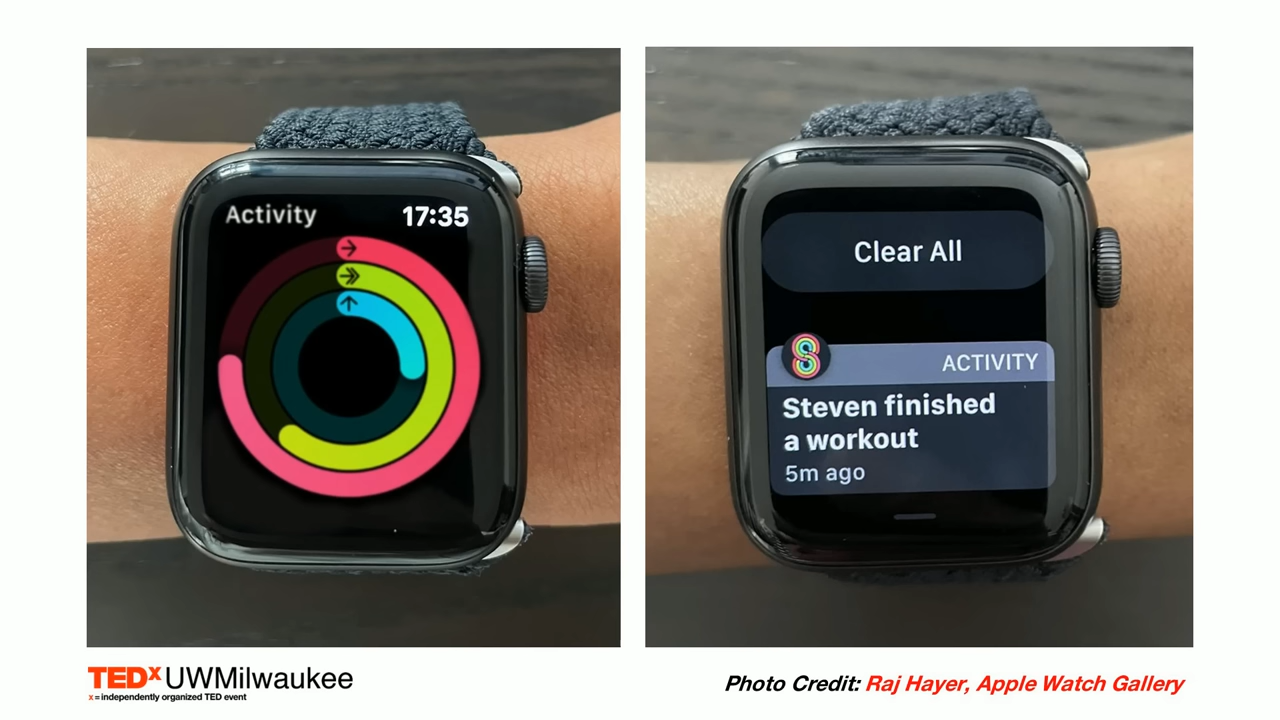 Activity
17:35
Clear All
ACTIVITY
Steven finished
a workout
5m ago
TEDx UWMilwaukee
x = independently organized TED event
Photo Credit: Raj Hayer, Apple Watch Gallery